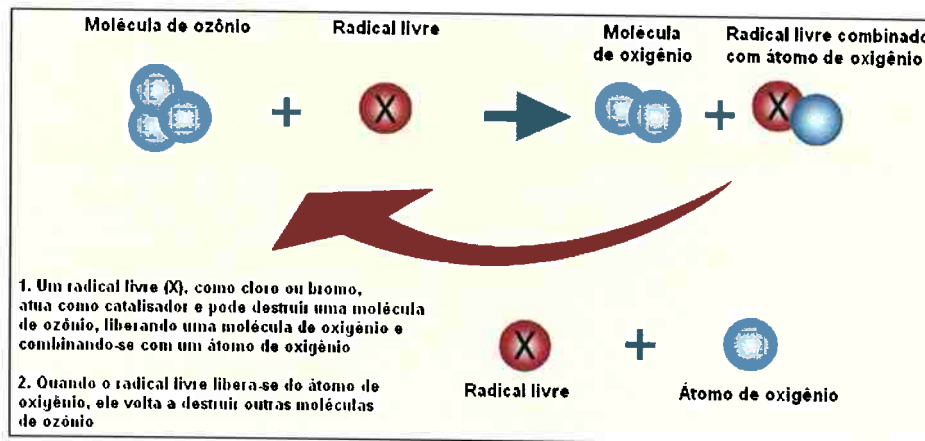 Molécula de ozônio
Radical livre
Molécula
de oxigênio
Radical livre combinado
com átomo de oxigênio
+
X
+
X
1. Um radical livre (X), como cloro ou bromo,
atua como catalisador e pode destruir uma molécula
de ozônio, liberando uma molécula de oxigênio e
combinando-se com um átomo de oxigênio
2. Quando o radical livre libera-se do átomo de
oxigênio, ele volta a destruir outras moléculas
de ozônio
X
+
Radical livre
Átomo de oxigênio